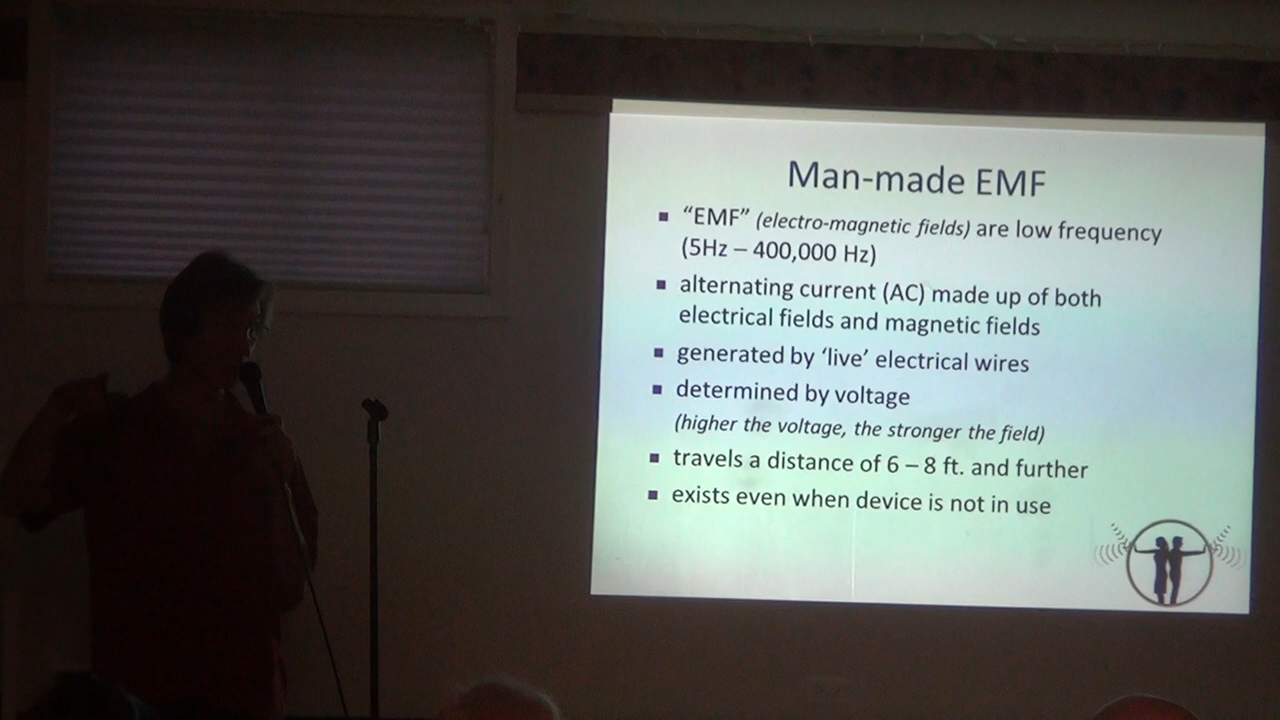 Man-made EMF
▪ “EMF” (electro-magnetic fields) are low frequency
(5Hz – 400,000 Hz)
▪ alternating current (AC) made up of both
electrical fields and magnetic fields
▪ generated by ‘live’ electrical wires
▪ determined by voltage
(higher the voltage, the stronger the field)
▪ travels a distance of 6 – 8 ft. and further
▪ exists even when device is not in use